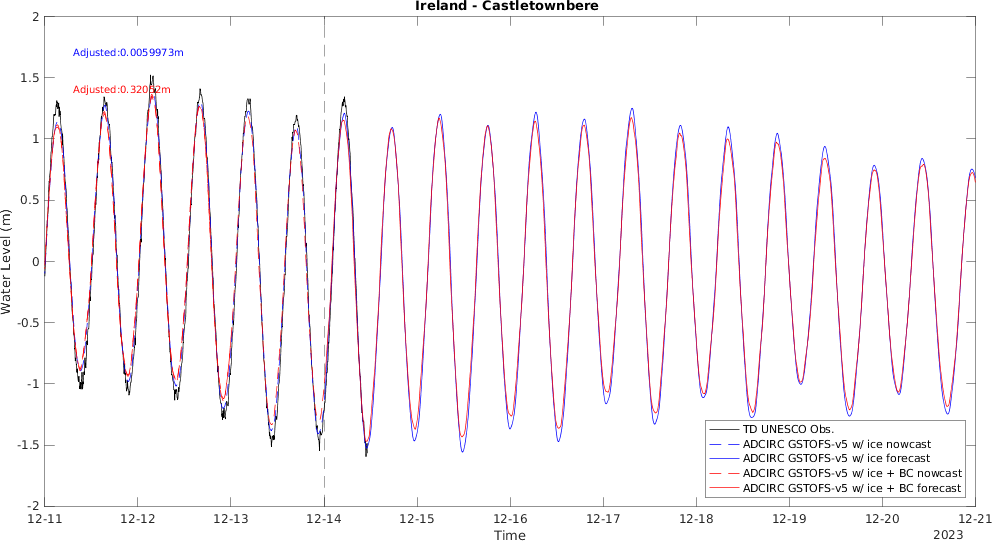 Ireland - Castletownbere
2
1.5
1
0.5
0
-0.5
-1
-1.5
-2
Water Level (m)
Adjusted:0.0059973m
12-11
12-12
12-13
12-14
12-15
12-16
12-17
12-18
12-19
12-20
12-21
Time
2023
TD UNESCO Obs.
ADCIRC GSTOFS-v5 w/ ice nowcast
ADCIRC GSTOFS-v5 w/ ice forecast
ADCIRC GSTOFS-v5 w/ ice + BC nowcast
ADCIRC GSTOFS-v5 w/ ice + BC forecast